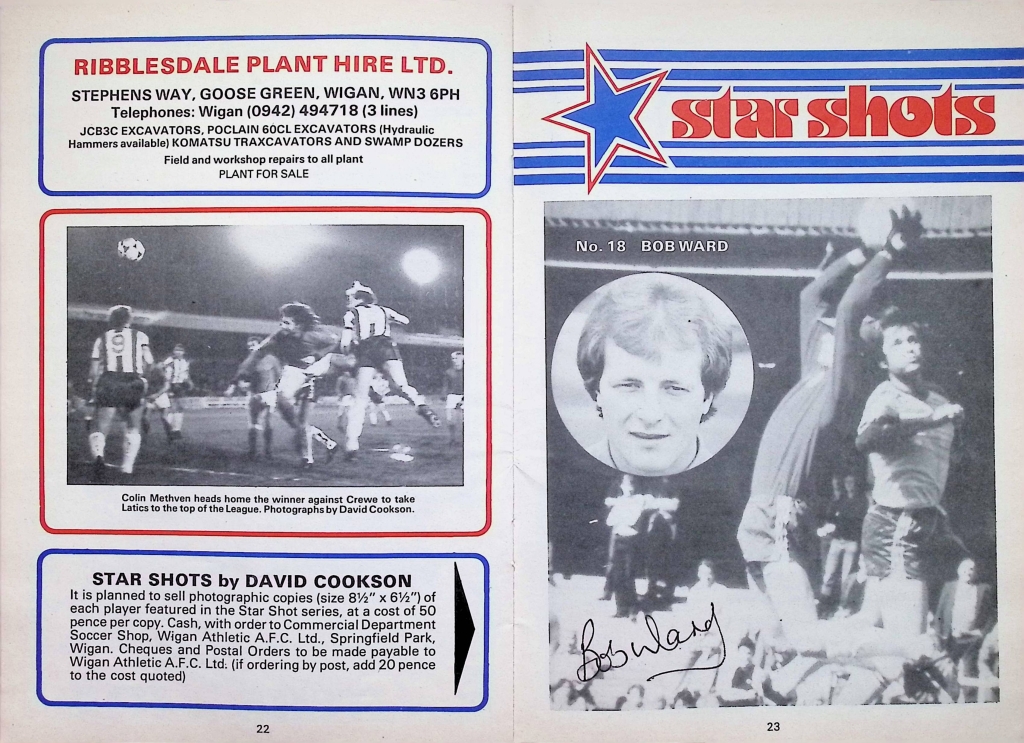 RIBBLESDALE PLANT HIRE LTD.
STEPHENS WAY, GOOSE GREEN, WIGAN, WN3 6PH
Telephones: Wigan (0942) 494718 (3 lines)
JCB3C EXCAVATORS, POCLAIN 60CL EXCAVATORS (Hydraulic
Hammers available) KOMATSU TRAXCAVATORS AND SWAMP DOZERS
Field and workshop repairs to all plant
PLANT FOR SALE
9
11
Colin Methven heads home the winner against Crewe to take
Latics to the top of the League. Photographs by David Cookson.
STAR SHOTS by DAVID COOKSON
It is planned to sell photographic copies (size 8½" x 6½") of
each player featured in the Star Shot series, at a cost of 50
pence per copy. Cash, with order to Commercial Department
Soccer Shop, Wigan Athletic A.F.C. Ltd., Springfield Park,
Wigan. Cheques and Postal Orders to be made payable to
Wigan Athletic A.F.C. Ltd. (if ordering by post, add 20 pence
to the cost quoted)
22
star shots
No. 18 BOB WARD
Bob Ward
23